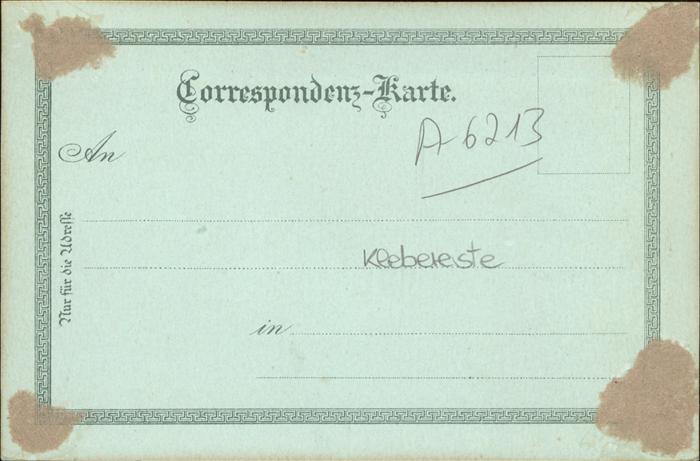 Correspondenz-Karte.
A 6213
An
Nur für die Adresse
Klebereste
in